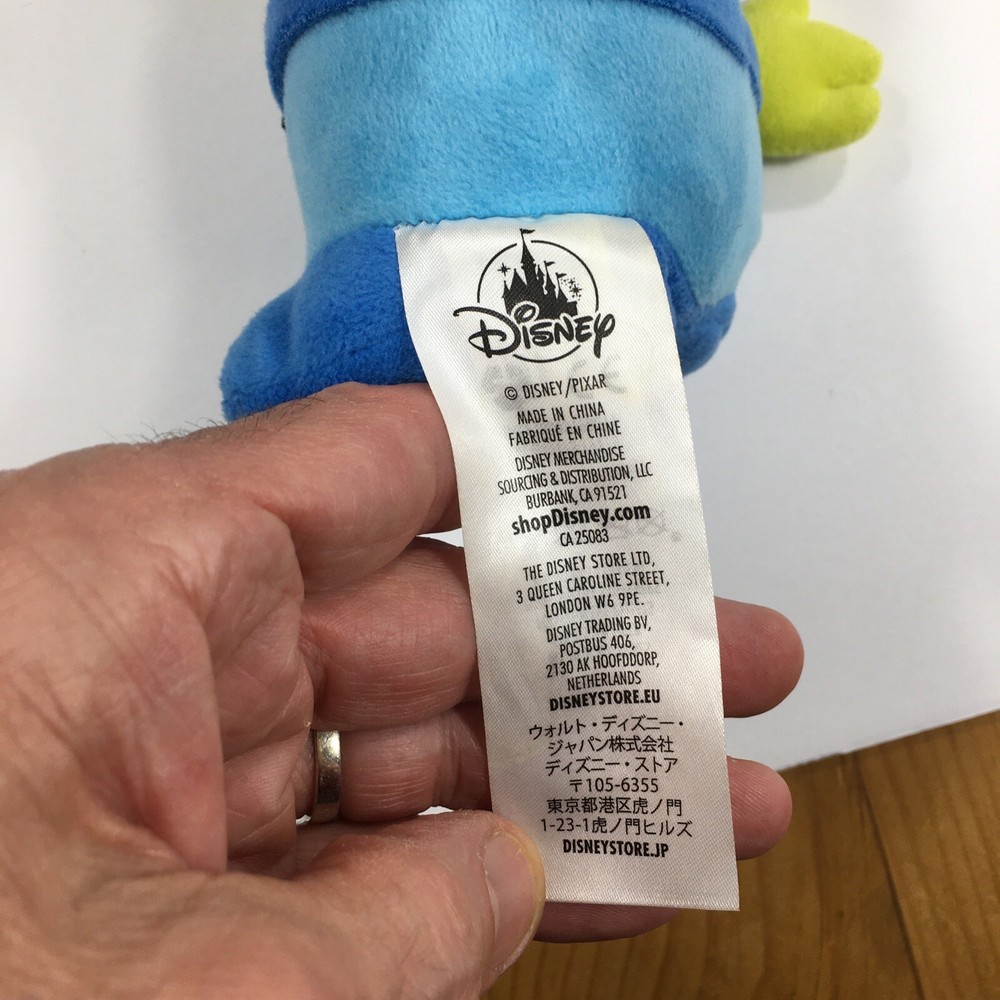 DISNEY
© DISNEY/PIXAR
MADE IN CHINA
FABRIQUÉ EN CHINE
DISNEY MERCHANDISE
SOURCING & DISTRIBUTION, LLC
BURBANK, CA 91521
shopDisney.com
CA 25083
THE DISNEY STORE LTD,
3 QUEEN CAROLINE STREET,
LONDON W6 9PE.
DISNEY TRADING BV,
POSTBUS 406,
2130 AK HOOFDDORP,
NETHERLANDS
DISNEYSTORE.EU
ウォルト・ディズニー・
ジャパン株式会社
ディズニー・ストア
〒105-6355
東京都港区虎ノ門
1-23-1虎ノ門ヒルズ
DISNEYSTORE.JP